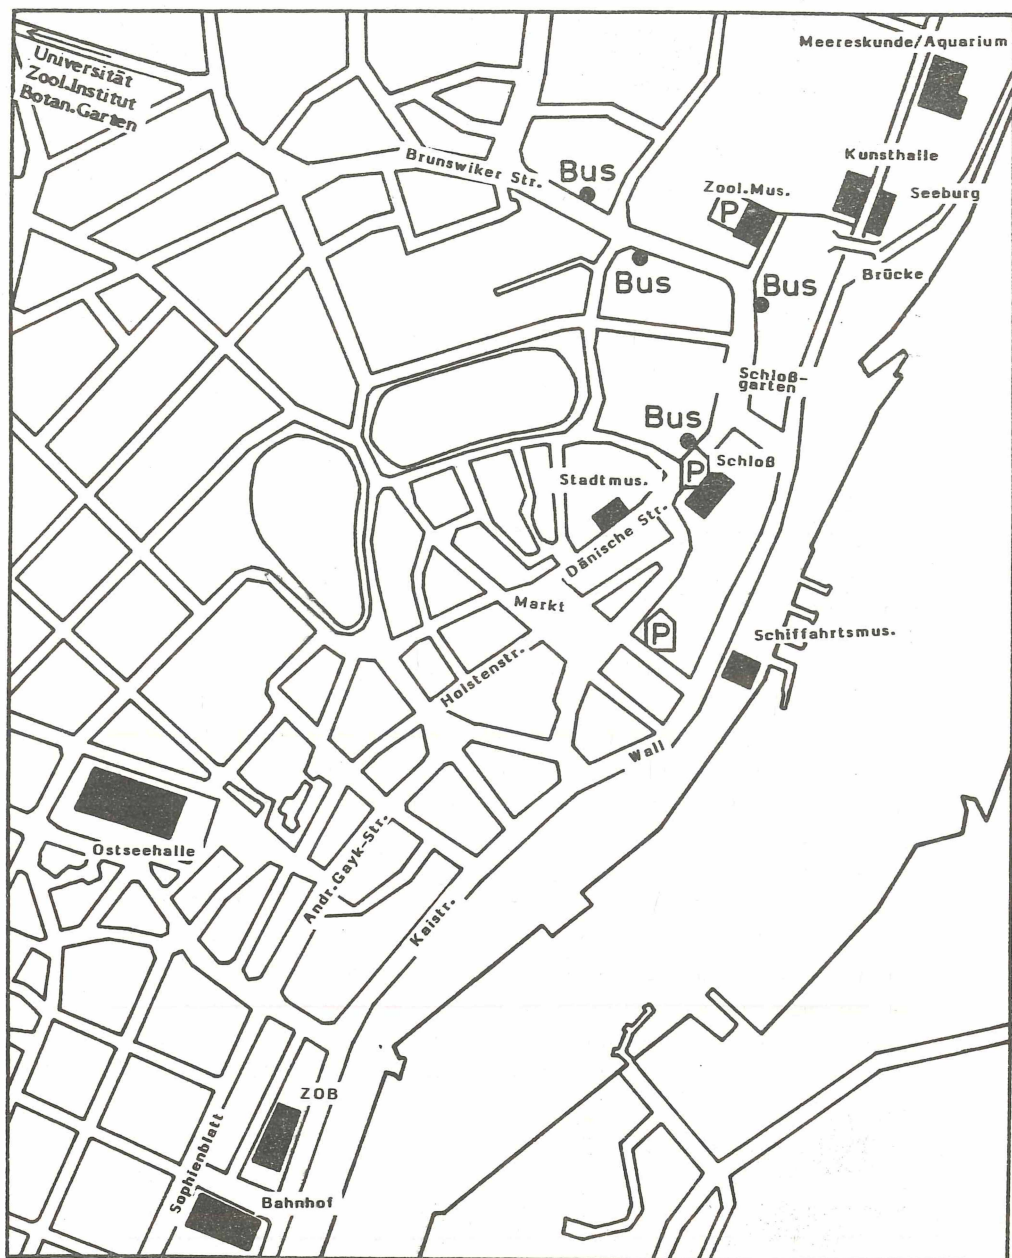 Meereskunde/Aquarium
Universität
Zool.Institut
Botan.Garten
Brunswiker Str.
Bus
Kunsthalle
Zool.Mus.
P
Seeburg
Brücke
Bus
Bus
Schloß-
garten
Bus
Schloß
P
Stadtmus.
Dänische Str.
Markt
P
Schiffahrtsmus.
Holstenstr.
Wall
Ostseehalle
Andr.-Gayk-Str.
Kaistr.
ZOB
Sophienblatt
Bahnhof